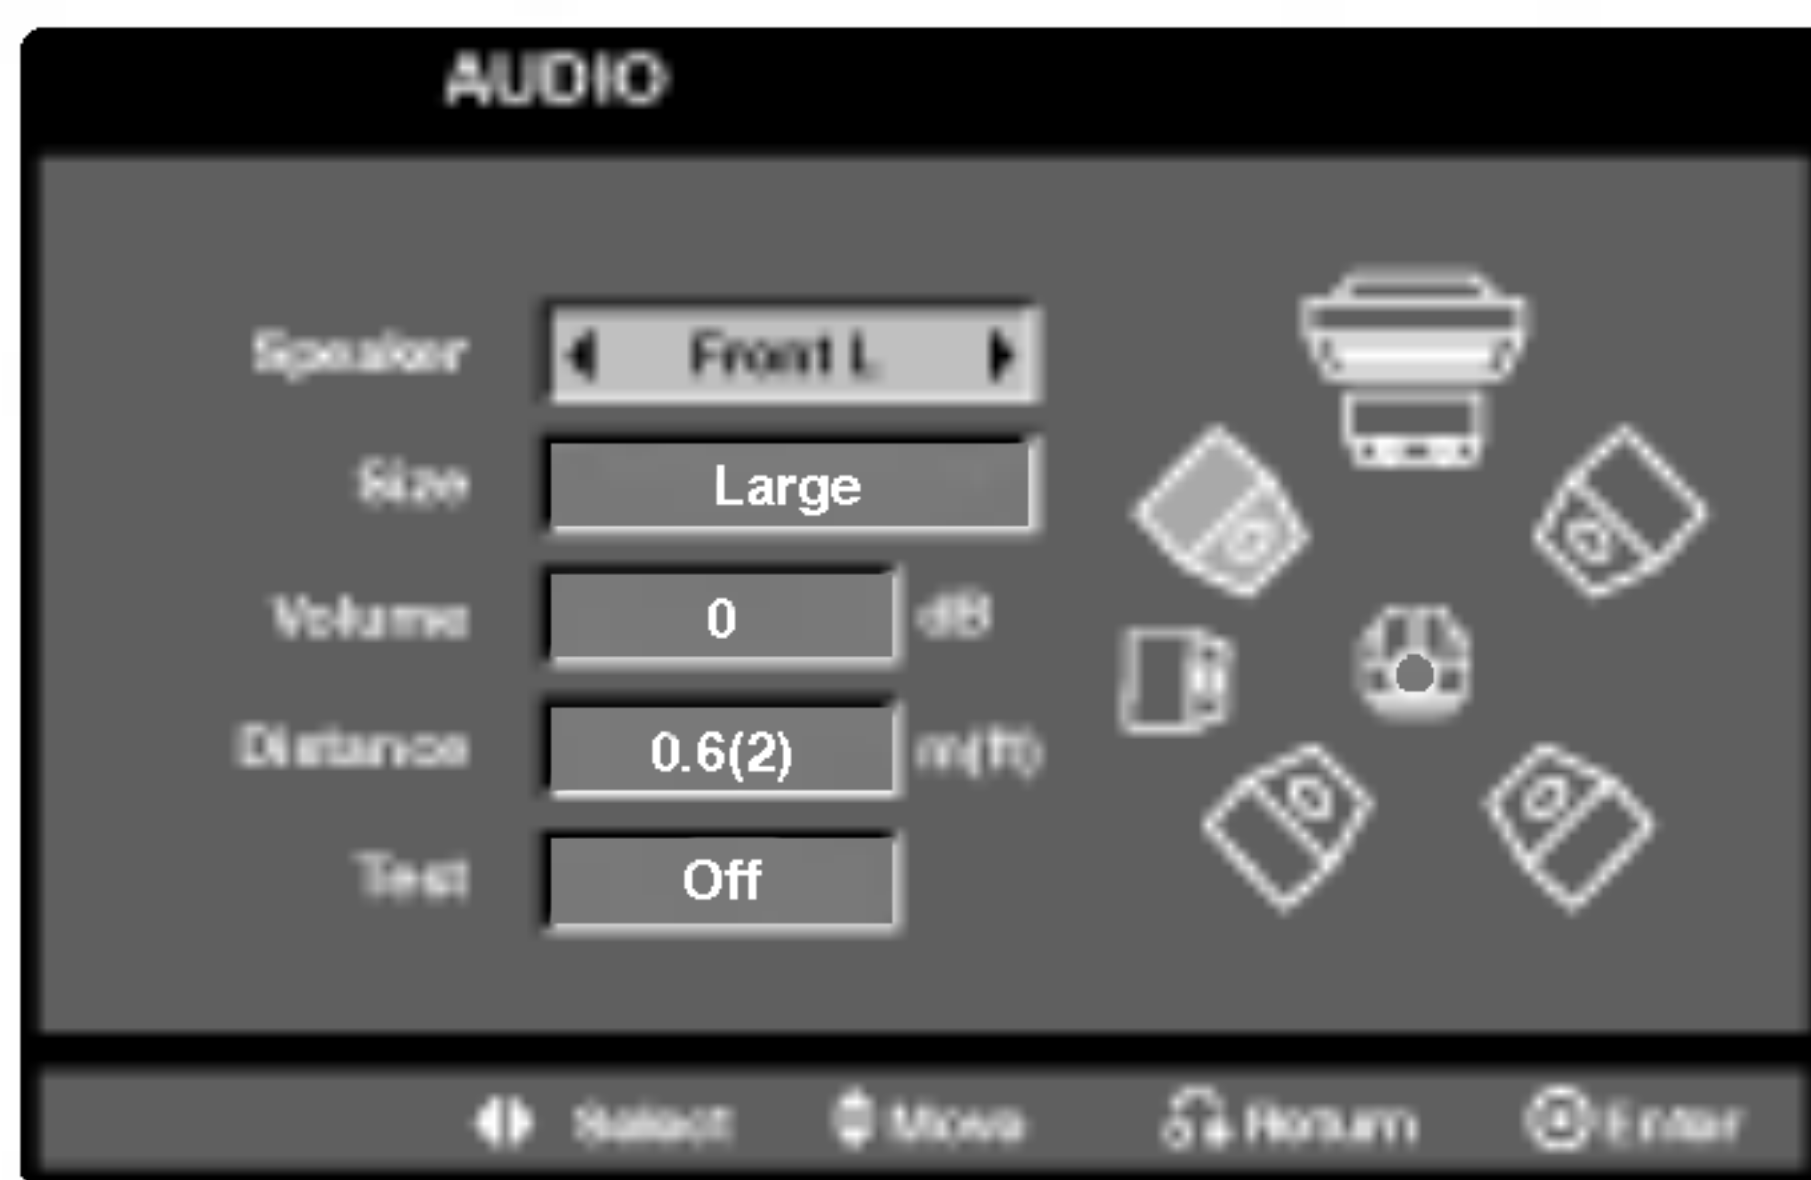 AUDIO
Speaker Front L
Size Large
Volume 0 dB
Distance 0.6(2) m(ft)
Test Off
Select Move Return Enter